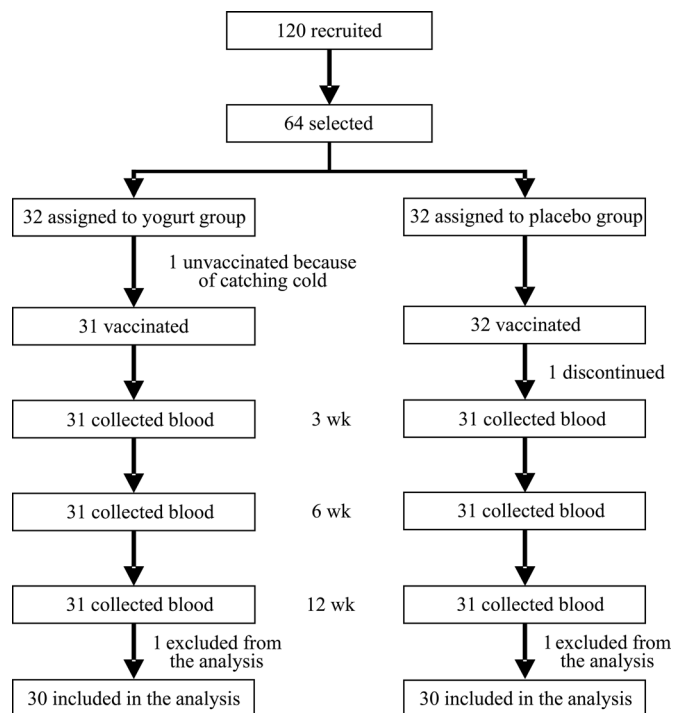 120 recruited
64 selected
32 assigned to yogurt group
32 assigned to placebo group
1 unvaccinated because
of catching cold
31 vaccinated
32 vaccinated
1 discontinued
31 collected blood
3 wk
31 collected blood
31 collected blood
6 wk
31 collected blood
31 collected blood
12 wk
31 collected blood
1 excluded from
the analysis
1 excluded from
the analysis
30 included in the analysis
30 included in the analysis